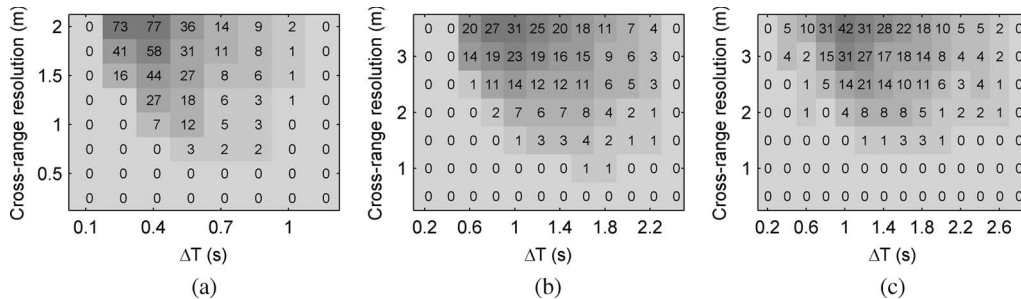 Cross-range resolution (m)
2 0 73 77 36 14 9 2 0
0 41 58 31 11 8 1 0
1.5 0 16 44 27 8 6 1 0
0 0 27 18 6 3 1 0
1 0 0 7 12 5 3 0 0
0 0 0 3 2 2 0 0
0.5 0 0 0 0 0 0 0 0
0 0 0 0 0 0 0 0
0.1 0.4 0.7 1
ΔT (s)
(a)
Cross-range resolution (m)
0 0 20 27 31 25 20 18 11 7 4 0
3 0 0 14 19 23 19 16 15 9 6 3 0
0 0 1 11 14 12 12 11 6 5 3 0
2 0 0 0 2 7 6 7 8 4 2 1 0
0 0 0 0 1 3 3 4 2 1 1 0
1 0 0 0 0 0 0 0 1 1 0 0 0
0 0 0 0 0 0 0 0 0 0 0 0
0.2 0.6 1 1.4 1.8 2.2
ΔT (s)
(b)
Cross-range resolution (m)
0 5 10 31 42 31 28 22 18 10 5 5 2 0
3 0 4 2 15 31 27 17 18 14 8 4 4 2 0
0 0 1 5 14 21 14 10 11 6 3 2 1 0
2 0 0 1 0 4 8 8 8 5 1 2 2 1 0
0 0 0 0 0 1 1 3 3 1 0 0 0 0
1 0 0 0 0 0 0 0 0 0 0 0 0 0 0
0 0 0 0 0 0 0 0 0 0 0 0 0 0
0.2 0.6 1 1.4 1.8 2.2 2.6
ΔT (s)
(c)